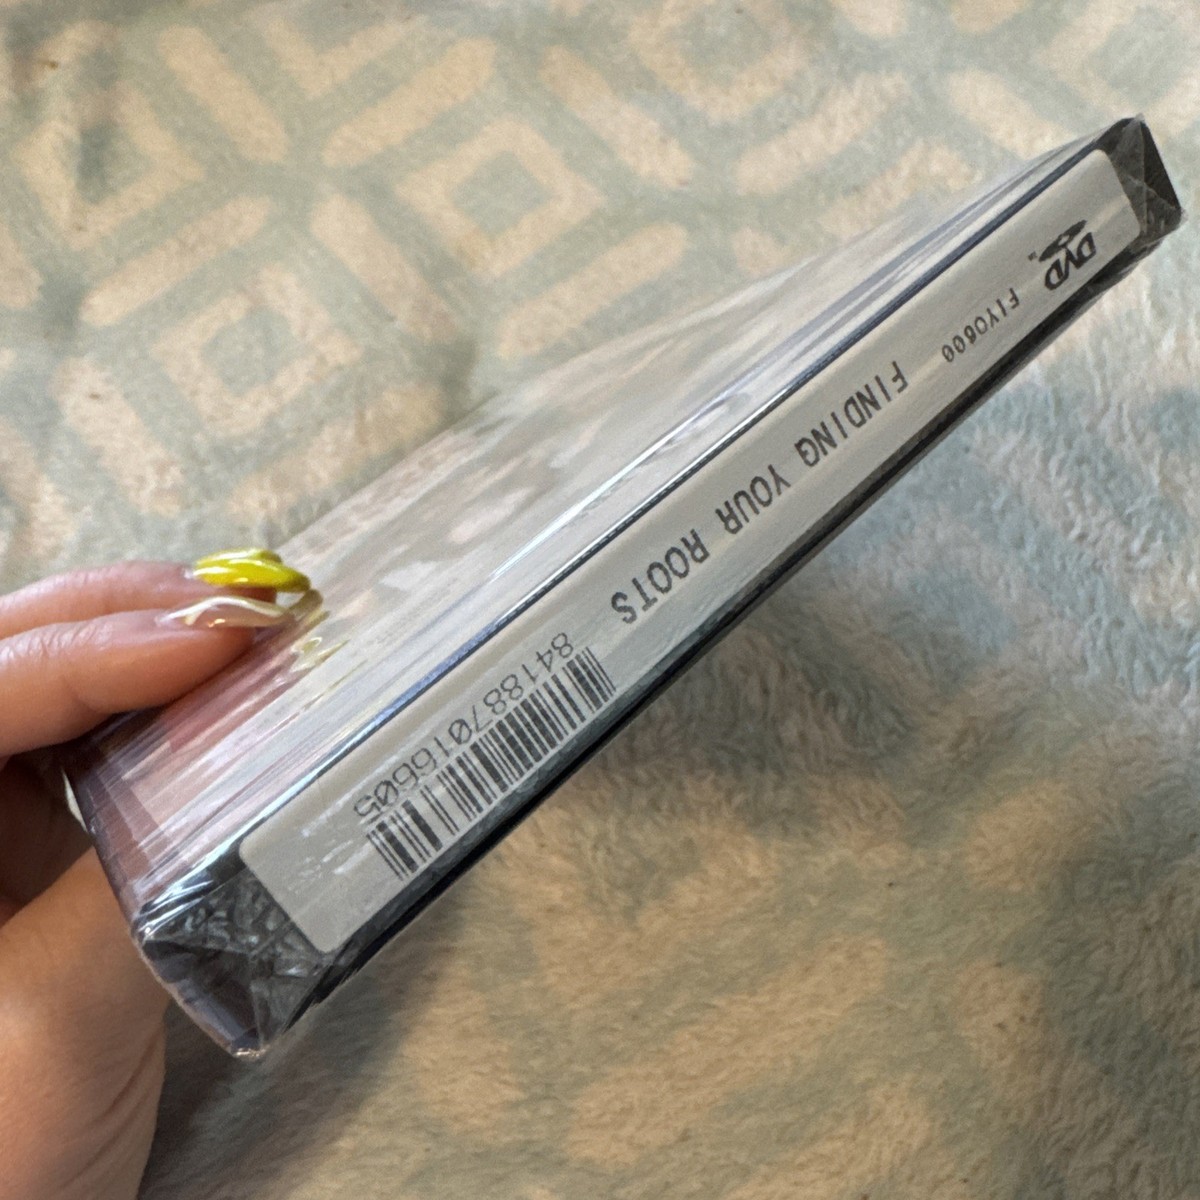 DVD
FIYO600
FINDING YOUR ROOTS
841887016605